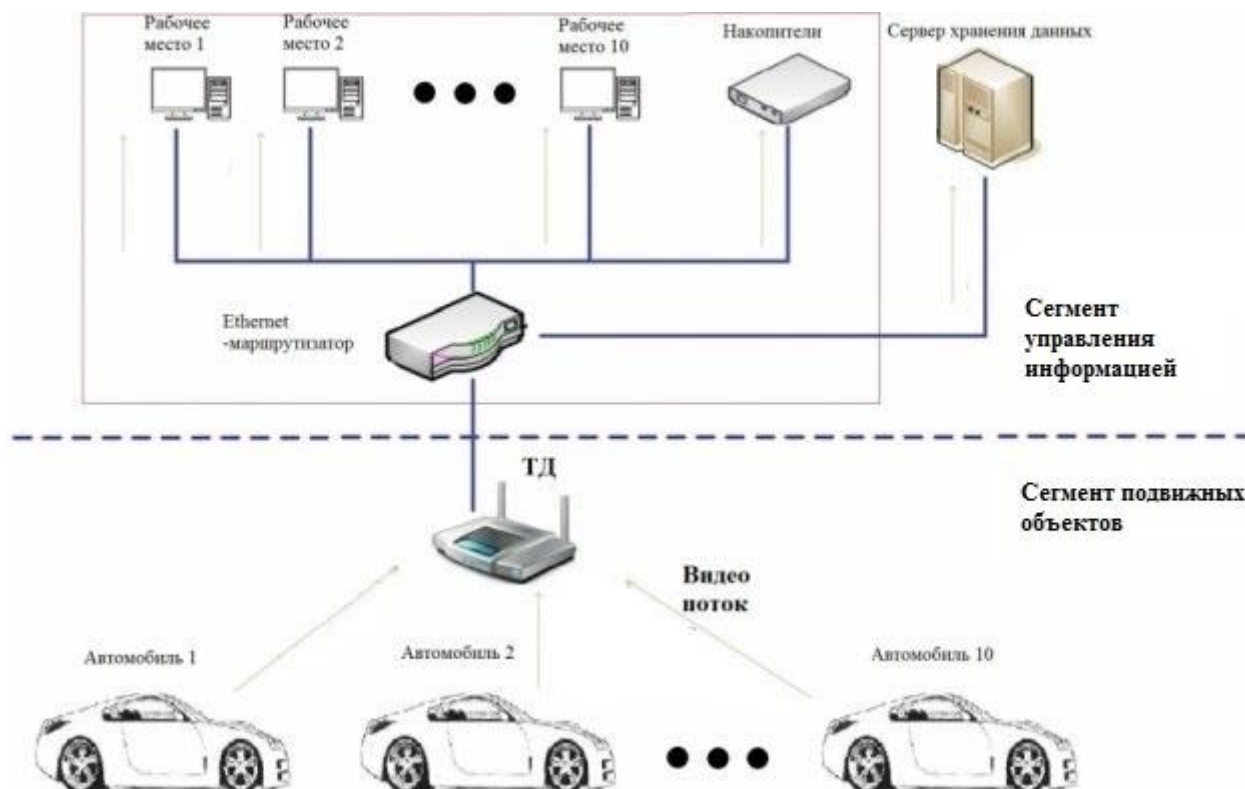 Рабочее
место 1
Рабочее
место 2
Рабочее
место 10
Накопители
Сервер хранения данных
Ethernet
-маршрутизатор
Сегмент
управления
информацией
ТД
Сегмент подвижных
объектов
Видео
поток
Автомобиль 1
Автомобиль 2
Автомобиль 10